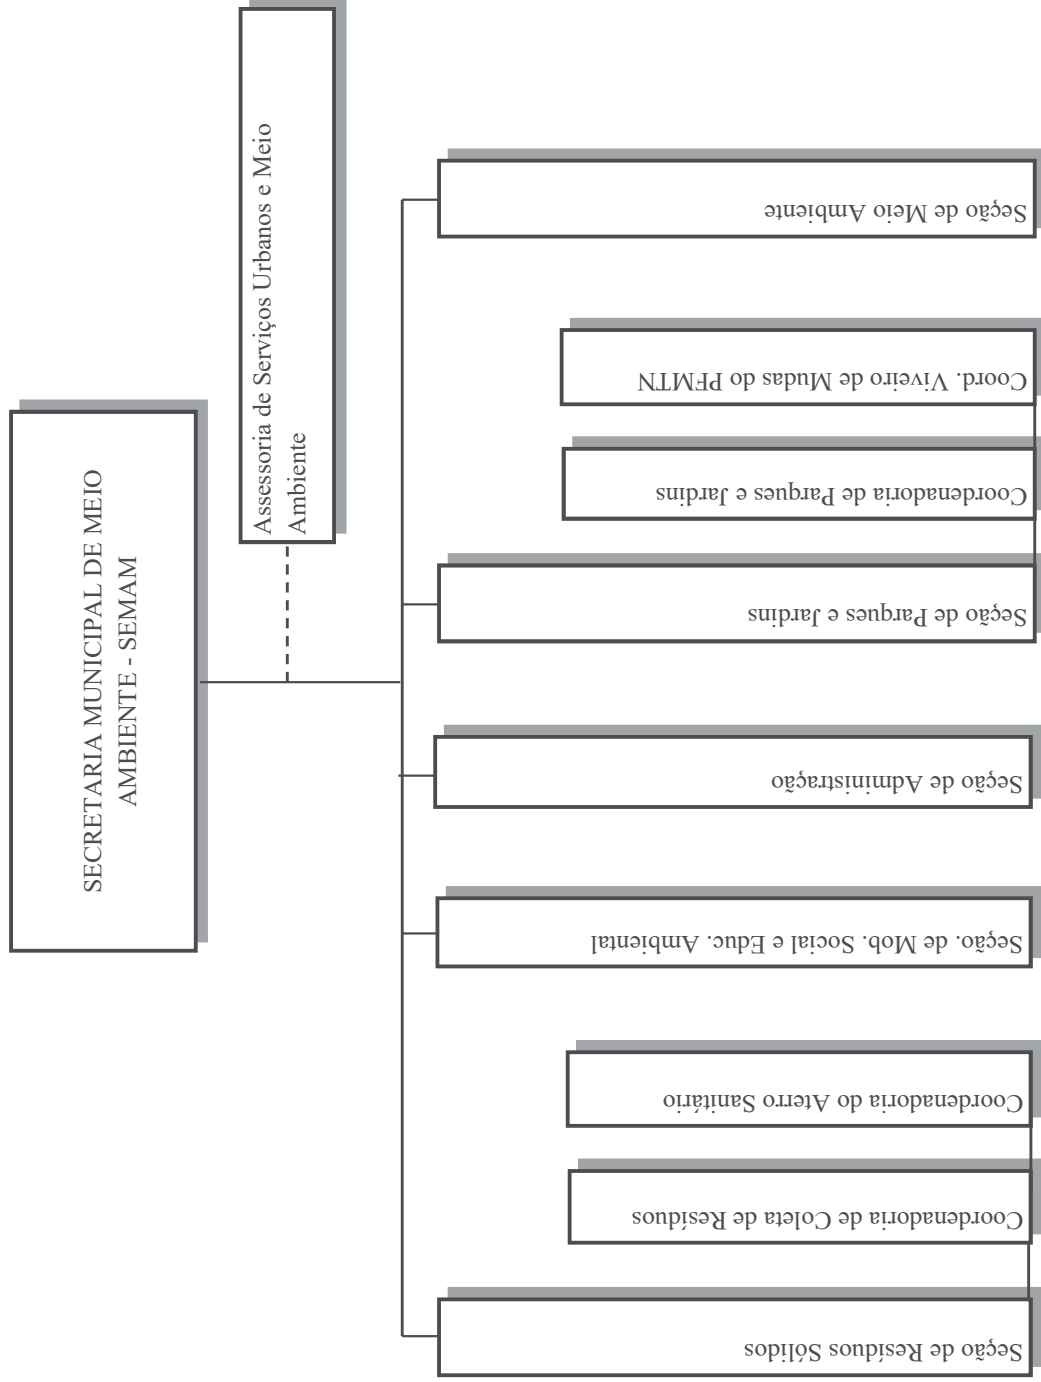 SECRETARIA MUNICIPAL DE MEIO
AMBIENTE - SEMAM
Assessoria de Serviços Urbanos e Meio
Ambiente
Seção de Resíduos Sólidos
Coordenadoria de Coleta de Resíduos
Coordenadoria do Aterro Sanitário
Seção. de Mob. Social e Educ. Ambiental
Seção de Administração
Seção de Parques e Jardins
Coordenadoria de Parques e Jardins
Coord. Viveiro de Mudas do PFMTN
Seção de Meio Ambiente